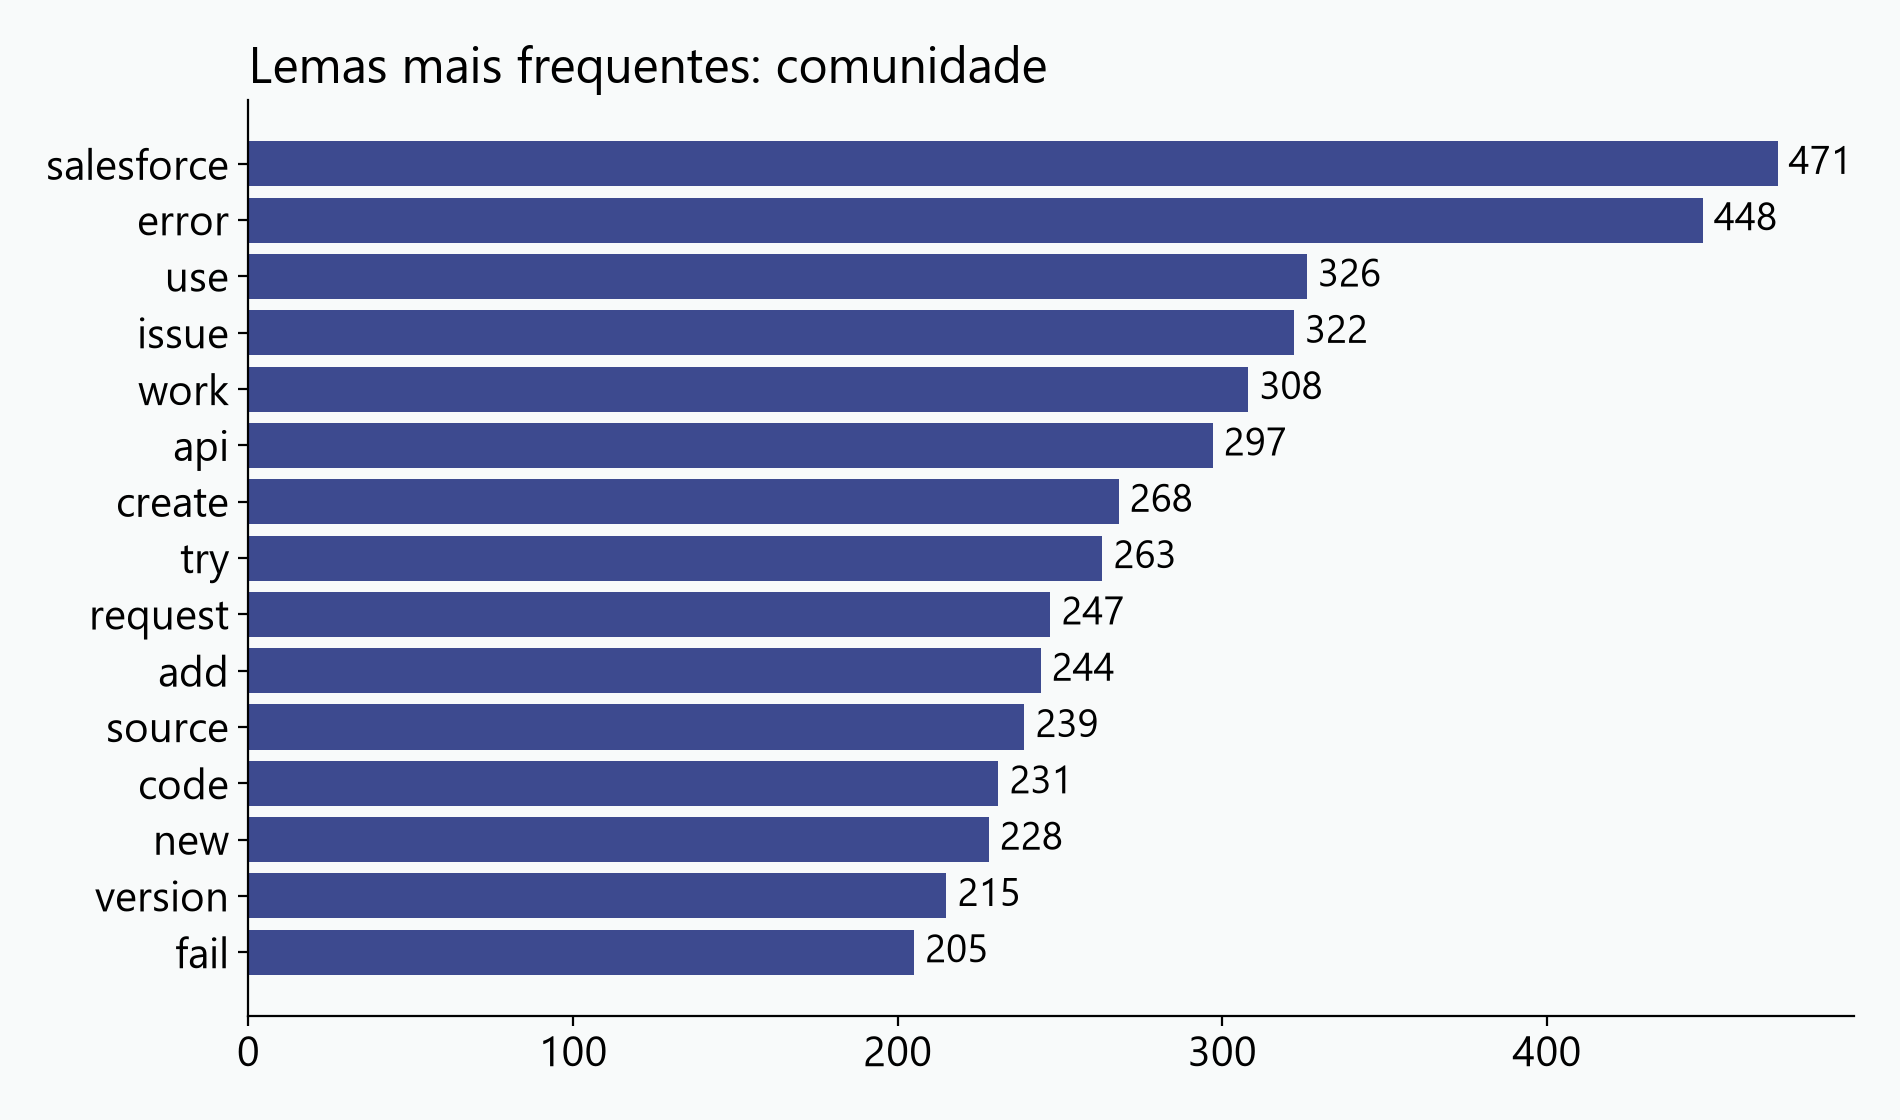 Lemas mais frequentes: comunidade
salesforce 471
error 448
use 326
issue 322
work 308
api 297
create 268
try 263
request 247
add 244
source 239
code 231
new 228
version 215
fail 205
0 100 200 300 400